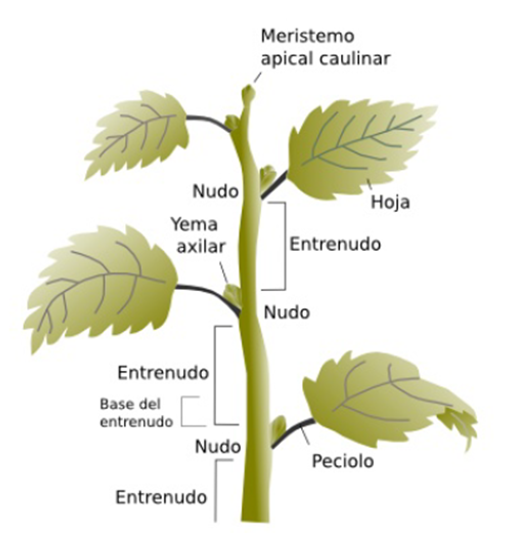 Meristemo
apical caulinar
Nudo
Hoja
Yema
axilar
Entrenudo
Nudo
Entrenudo
Base del
entrenudo
Nudo
Peciolo
Entrenudo